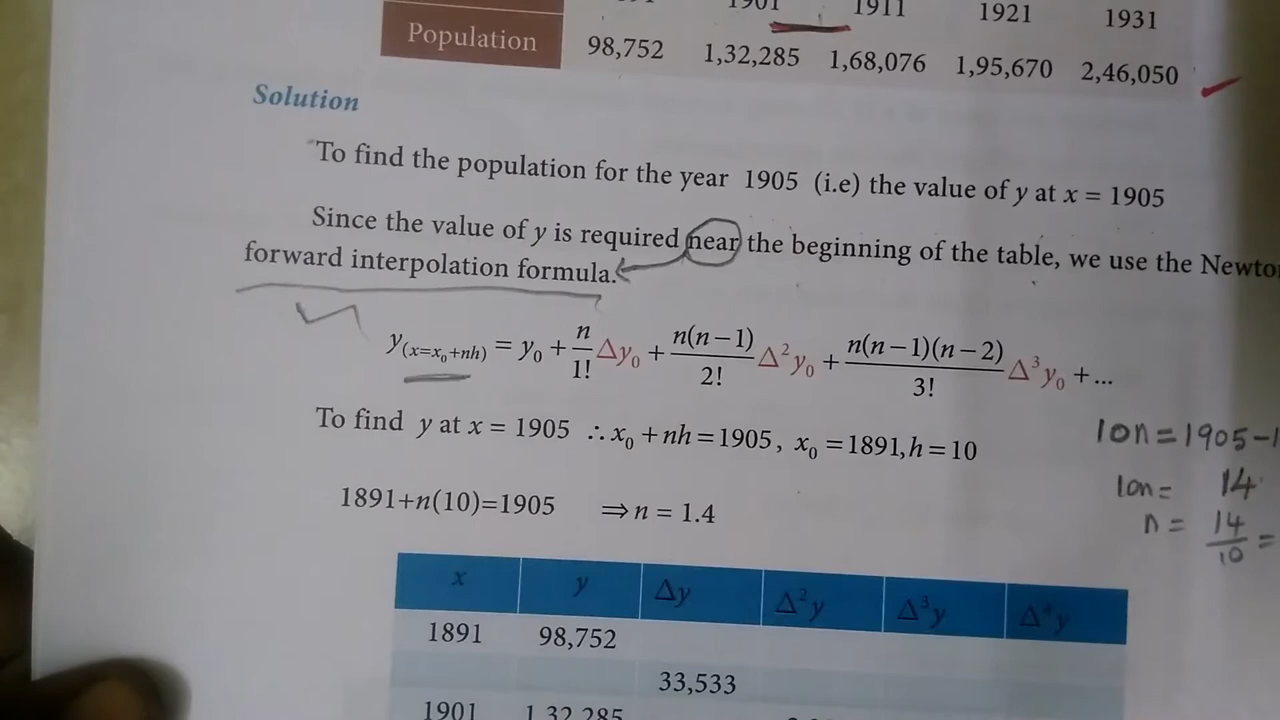 1901 1911 1921 1931
Population 98,752 1,32,285 1,68,076 1,95,670 2,46,050
Solution
To find the population for the year 1905 (i.e) the value of y at x = 1905
Since the value of y is required near the beginning of the table, we use the
forward interpolation formula.
y(x=x₀+nh) = y₀ + n/1! Δy₀ + n(n−1)/2! Δ²y₀ + n(n−1)(n−2)/3! Δ³y₀ + ...
To find y at x = 1905 ∴ x₀ + nh = 1905, x₀ = 1891, h = 10
10n = 1905 –
1891+n(10)=1905 ⇒ n = 1.4
10n = 14
n = 14/10 =
x y Δy Δ²y Δ³y Δ⁴y
1891 98,752
33,533
1901 1,32,285